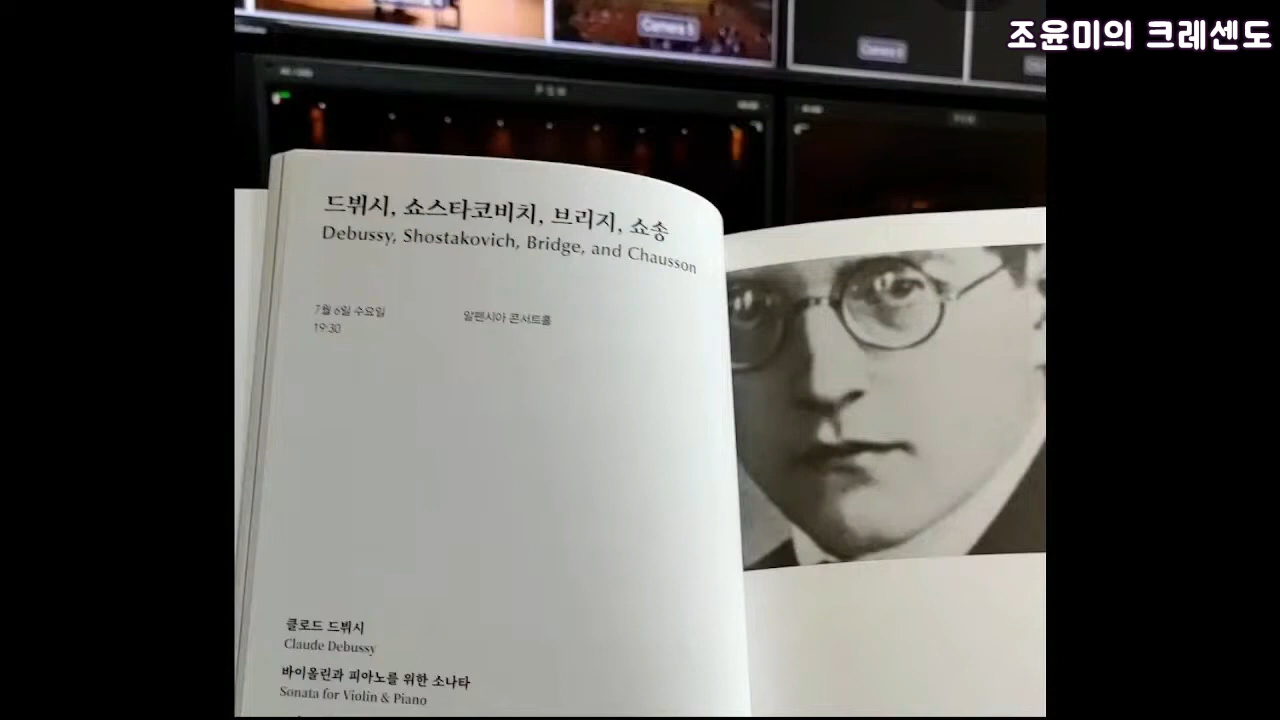 조윤미의 크레센도
Camera 5
드뷔시, 쇼스타코비치, 브리지, 쇼송
Debussy, Shostakovich, Bridge, and Chausson
7월 6일 수요일
19:30
알펜시아 콘서트홀
클로드 드뷔시
Claude Debussy
바이올린과 피아노를 위한 소나타
Sonata for Violin & Piano